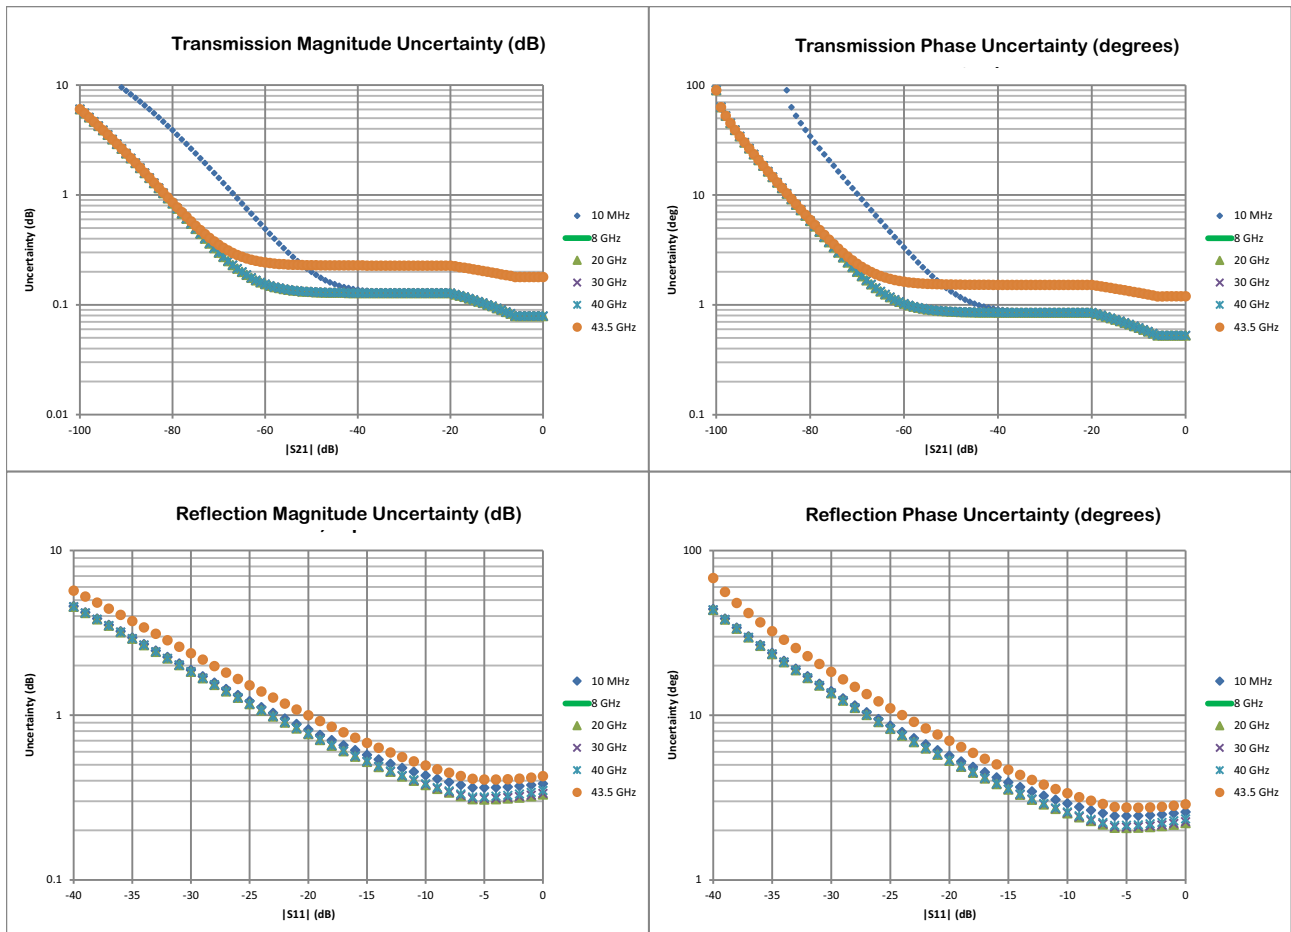 Transmission Magnitude Uncertainty (dB)
10
1
0.1
0.01
Uncertainty (dB)
-100
-80
-60
-40
-20
0
|S21| (dB)
10 MHz
8 GHz
20 GHz
30 GHz
40 GHz
43.5 GHz
Transmission Phase Uncertainty (degrees)
100
10
1
0.1
Uncertainty (deg)
-100
-80
-60
-40
-20
0
|S21| (dB)
10 MHz
8 GHz
20 GHz
30 GHz
40 GHz
43.5 GHz
Reflection Magnitude Uncertainty (dB)
10
1
0.1
Uncertainty (dB)
-40
-35
-30
-25
-20
-15
-10
-5
0
|S11| (dB)
10 MHz
8 GHz
20 GHz
30 GHz
40 GHz
43.5 GHz
Reflection Phase Uncertainty (degrees)
100
10
1
Uncertainty (deg)
-40
-35
-30
-25
-20
-15
-10
-5
0
|S11| (dB)
10 MHz
8 GHz
20 GHz
30 GHz
40 GHz
43.5 GHz